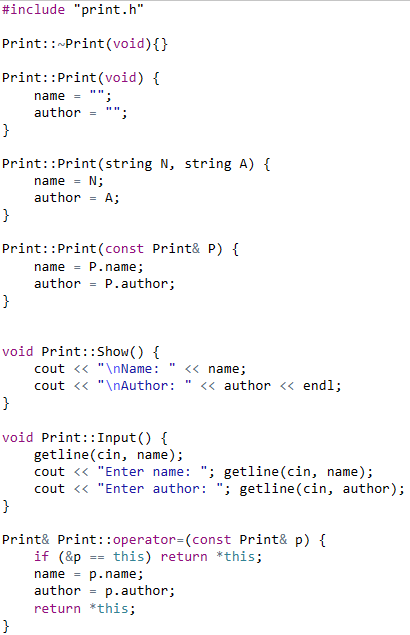 #include "print.h"

Print::~Print(void){}

Print::Print(void) {
    name = "";
    author = "";
}

Print::Print(string N, string A) {
    name = N;
    author = A;
}

Print::Print(const Print& P) {
    name = P.name;
    author = P.author;
}


void Print::Show() {
    cout << "\nName: " << name;
    cout << "\nAuthor: " << author << endl;
}

void Print::Input() {
    getline(cin, name);
    cout << "Enter name: "; getline(cin, name);
    cout << "Enter author: "; getline(cin, author);
}

Print& Print::operator=(const Print& p) {
    if (&p == this) return *this;
    name = p.name;
    author = p.author;
    return *this;
}